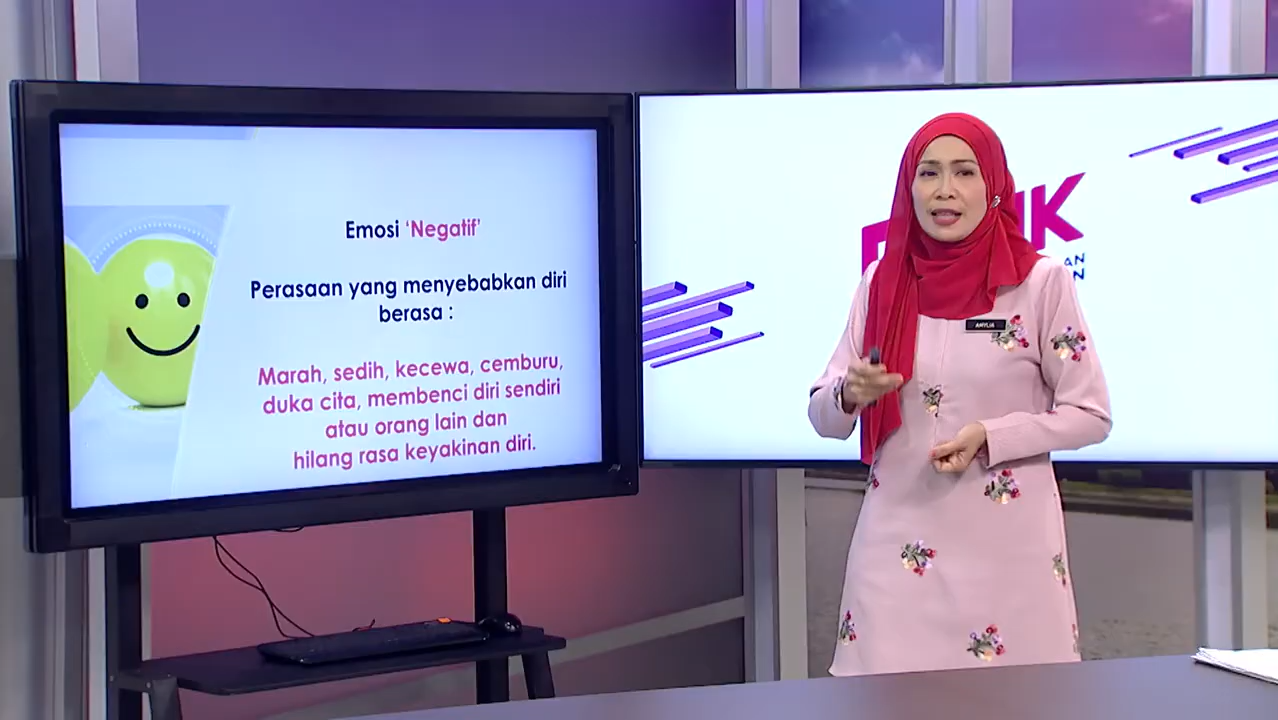 Emosi 'Negatif'
Perasaan yang menyebabkan diri
berasa :
Marah, sedih, kecewa, cemburu,
duka cita, membenci diri sendiri
atau orang lain dan
hilang rasa keyakinan diri.
AMYLIA